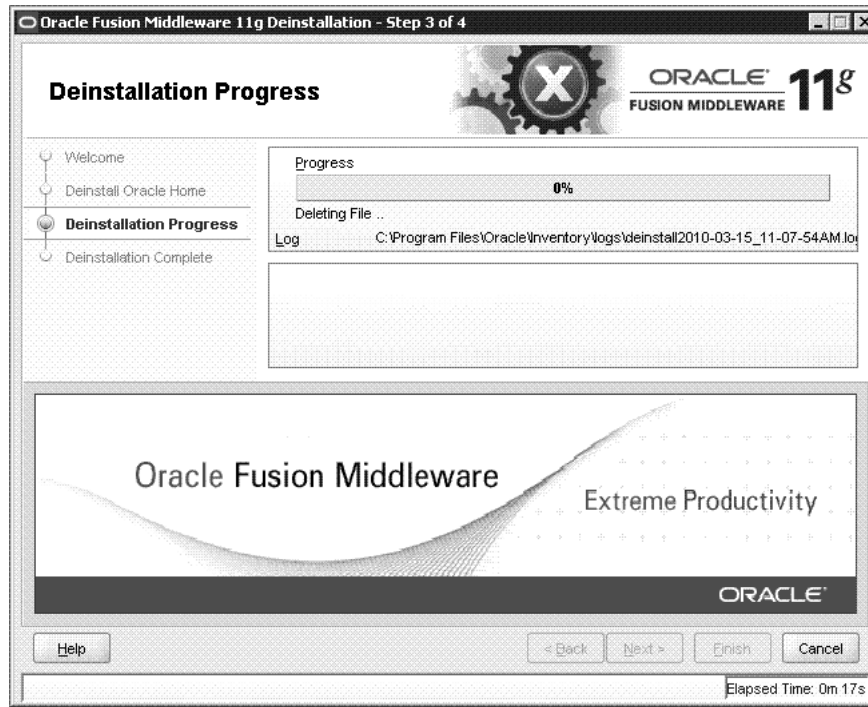 Oracle Fusion Middleware 11g Deinstallation - Step 3 of 4
Deinstallation Progress
ORACLE
FUSION MIDDLEWARE 11g
Welcome
Deinstall Oracle Home
Deinstallation Progress
Deinstallation Complete
Progress
0%
Deleting File ..
Log C:\Program Files\Oracle\Inventory\logs\deinstall2010-03-15_11-07-54AM.lo
Oracle Fusion Middleware
Extreme Productivity
ORACLE
Help < Back Next > Finish Cancel
Elapsed Time: 0m 17s